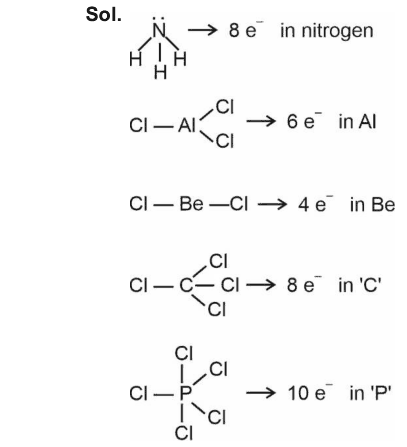 Sol.
N̈ → 8 e⁻ in nitrogen
H H
H
Cl
Cl — Al → 6 e⁻ in Al
Cl
Cl — Be — Cl → 4 e⁻ in Be
Cl
Cl — C — Cl → 8 e⁻ in 'C'
Cl
Cl
Cl
Cl — P → 10 e⁻ in 'P'
Cl
Cl